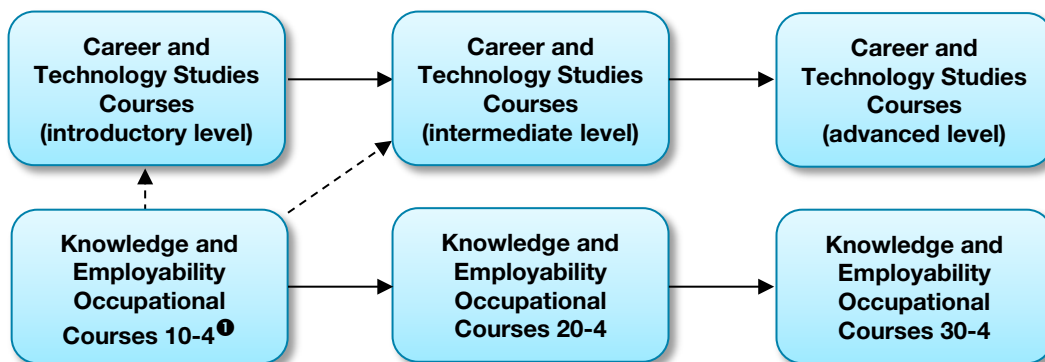 Career and
Technology Studies
Courses
(introductory level)
Career and
Technology Studies
Courses
(intermediate level)
Career and
Technology Studies
Courses
(advanced level)
Knowledge and
Employability
Occupational
Courses 10-4❶
Knowledge and
Employability
Occupational
Courses 20-4
Knowledge and
Employability
Occupational
Courses 30-4